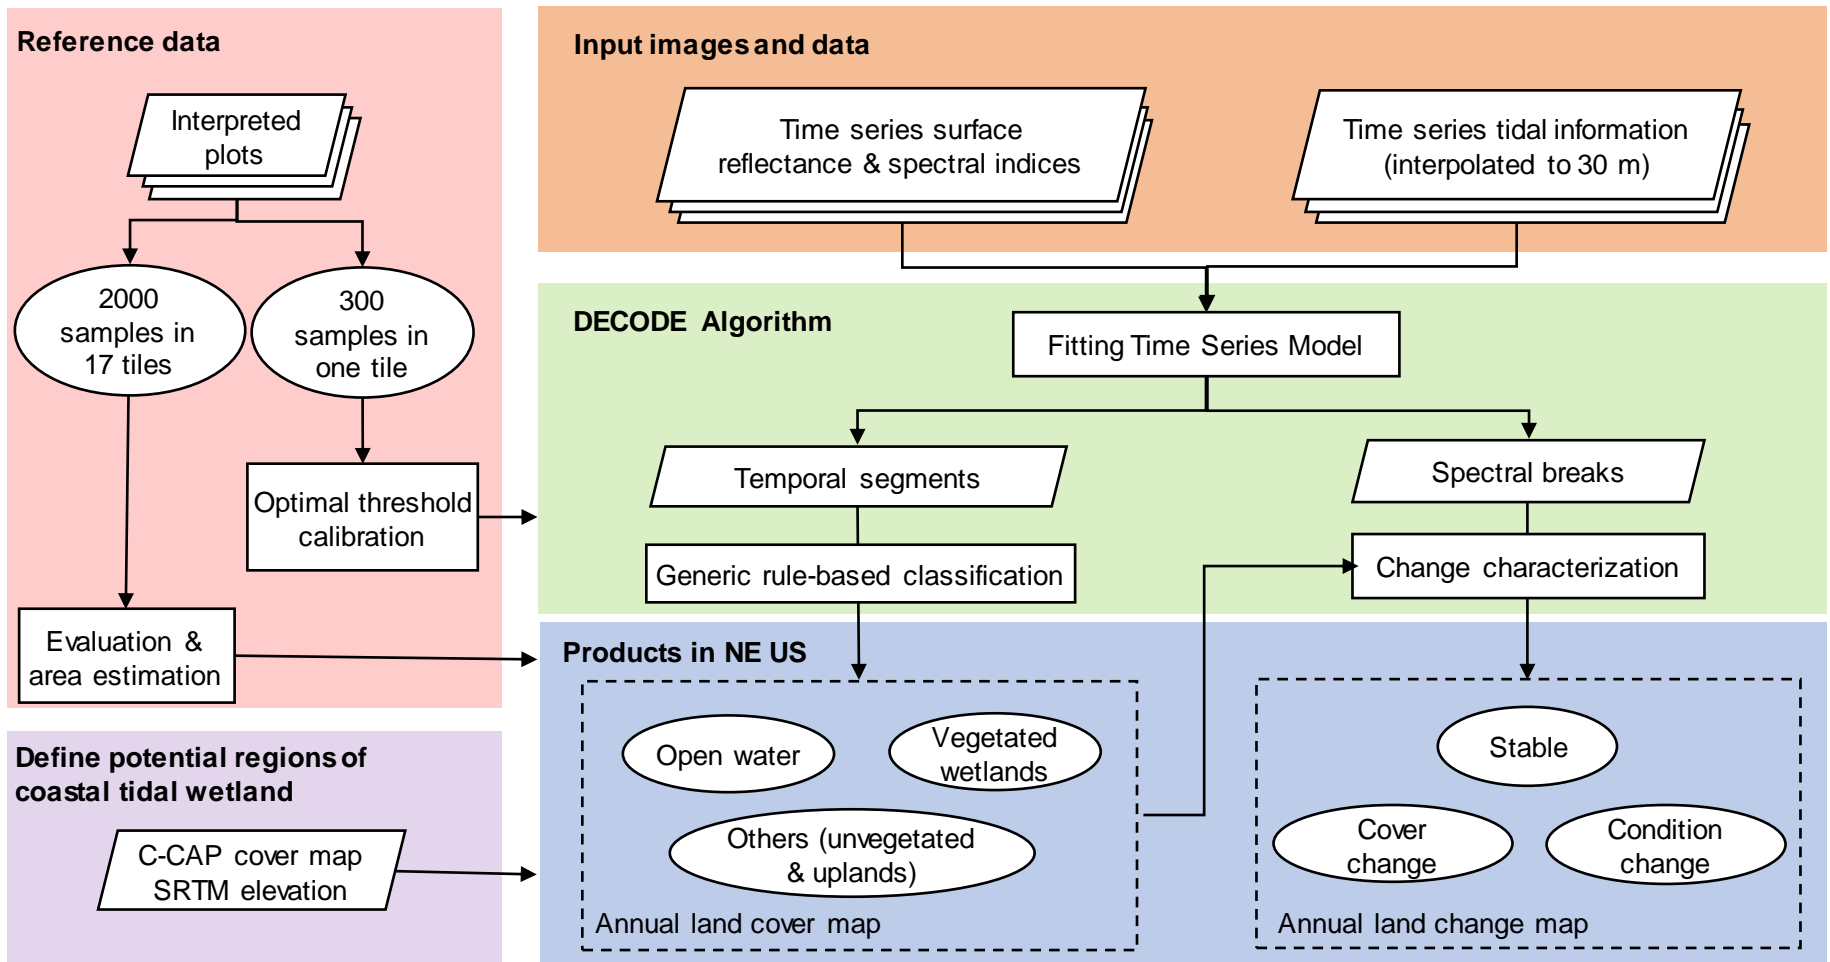 Reference data
Interpreted
plots
2000
samples in
17 tiles
300
samples in
one tile
Optimal threshold
calibration
Evaluation &
area estimation
Define potential regions of
coastal tidal wetland
C-CAP cover map
SRTM elevation
Input images and data
Time series surface
reflectance & spectral indices
Time series tidal information
(interpolated to 30 m)
DECODE Algorithm
Fitting Time Series Model
Temporal segments
Spectral breaks
Generic rule-based classification
Change characterization
Products in NE US
Open water
Vegetated
wetlands
Others (unvegetated
& uplands)
Annual land cover map
Stable
Cover
change
Condition
change
Annual land change map